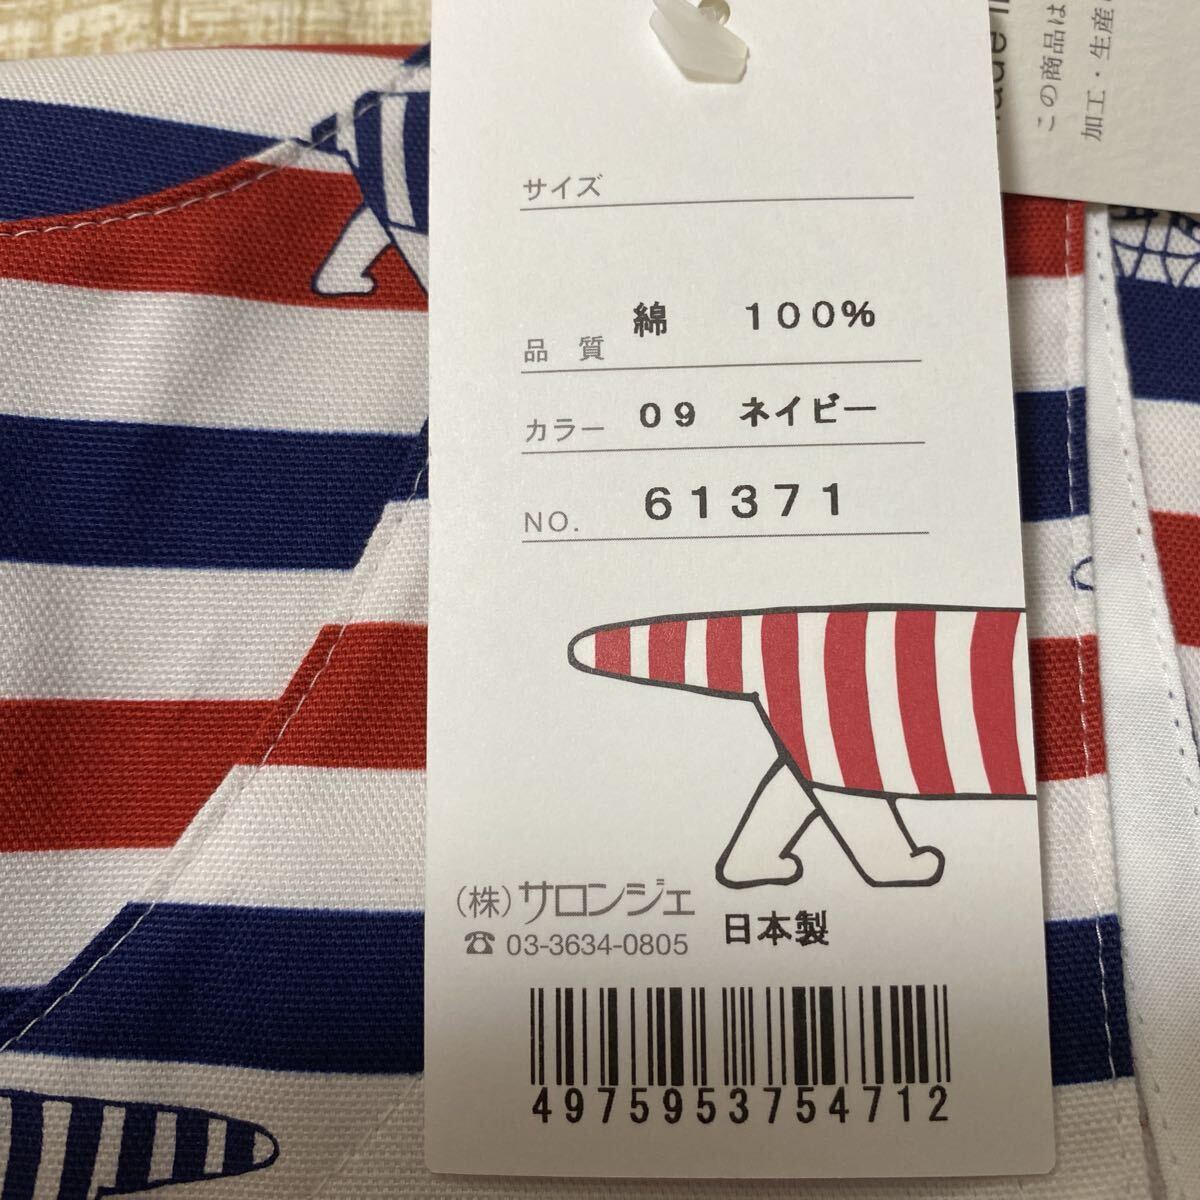 サイズ
綿 100%
品 質
カラー 09 ネイビー
NO. 61371
(株)サロンジェ
☎ 03-3634-0805
日本製
4975953754712
この商品は
加工・生産